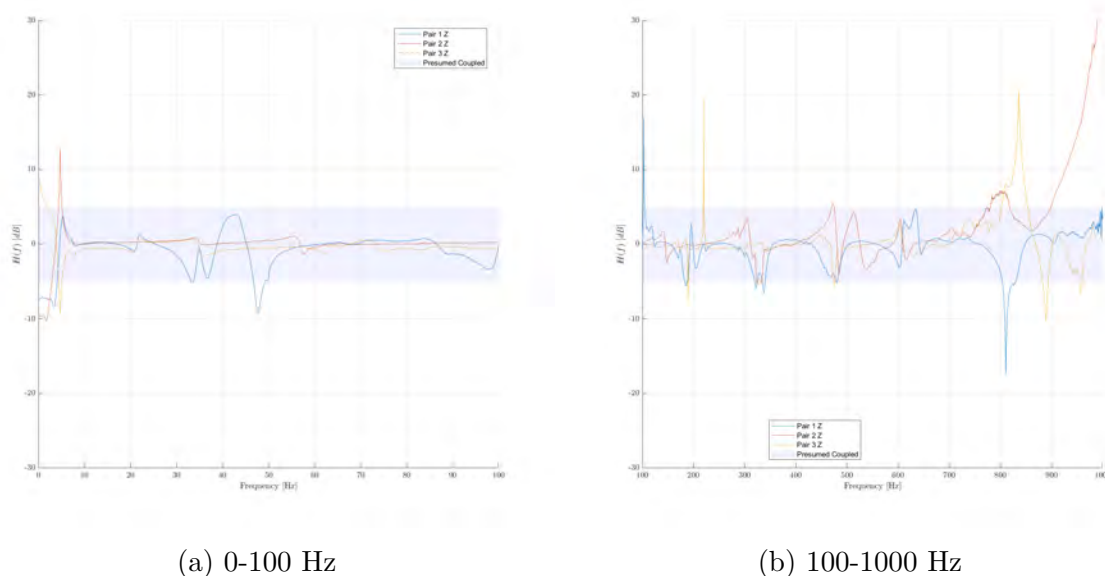 30
20
10
0
-10
-20
-30
H(f) [dB]
Pair 1 Z
Pair 2 Z
Pair 3 Z
Presumed Coupled
0 10 20 30 40 50 60 70 80 90 100
Frequency [Hz]
(a) 0-100 Hz
30
20
10
0
-10
-20
-30
H(f) [dB]
Pair 1 Z
Pair 2 Z
Pair 3 Z
Presumed Coupled
100 200 300 400 500 600 700 800 900 100
Frequency [Hz]
(b) 100-1000 Hz